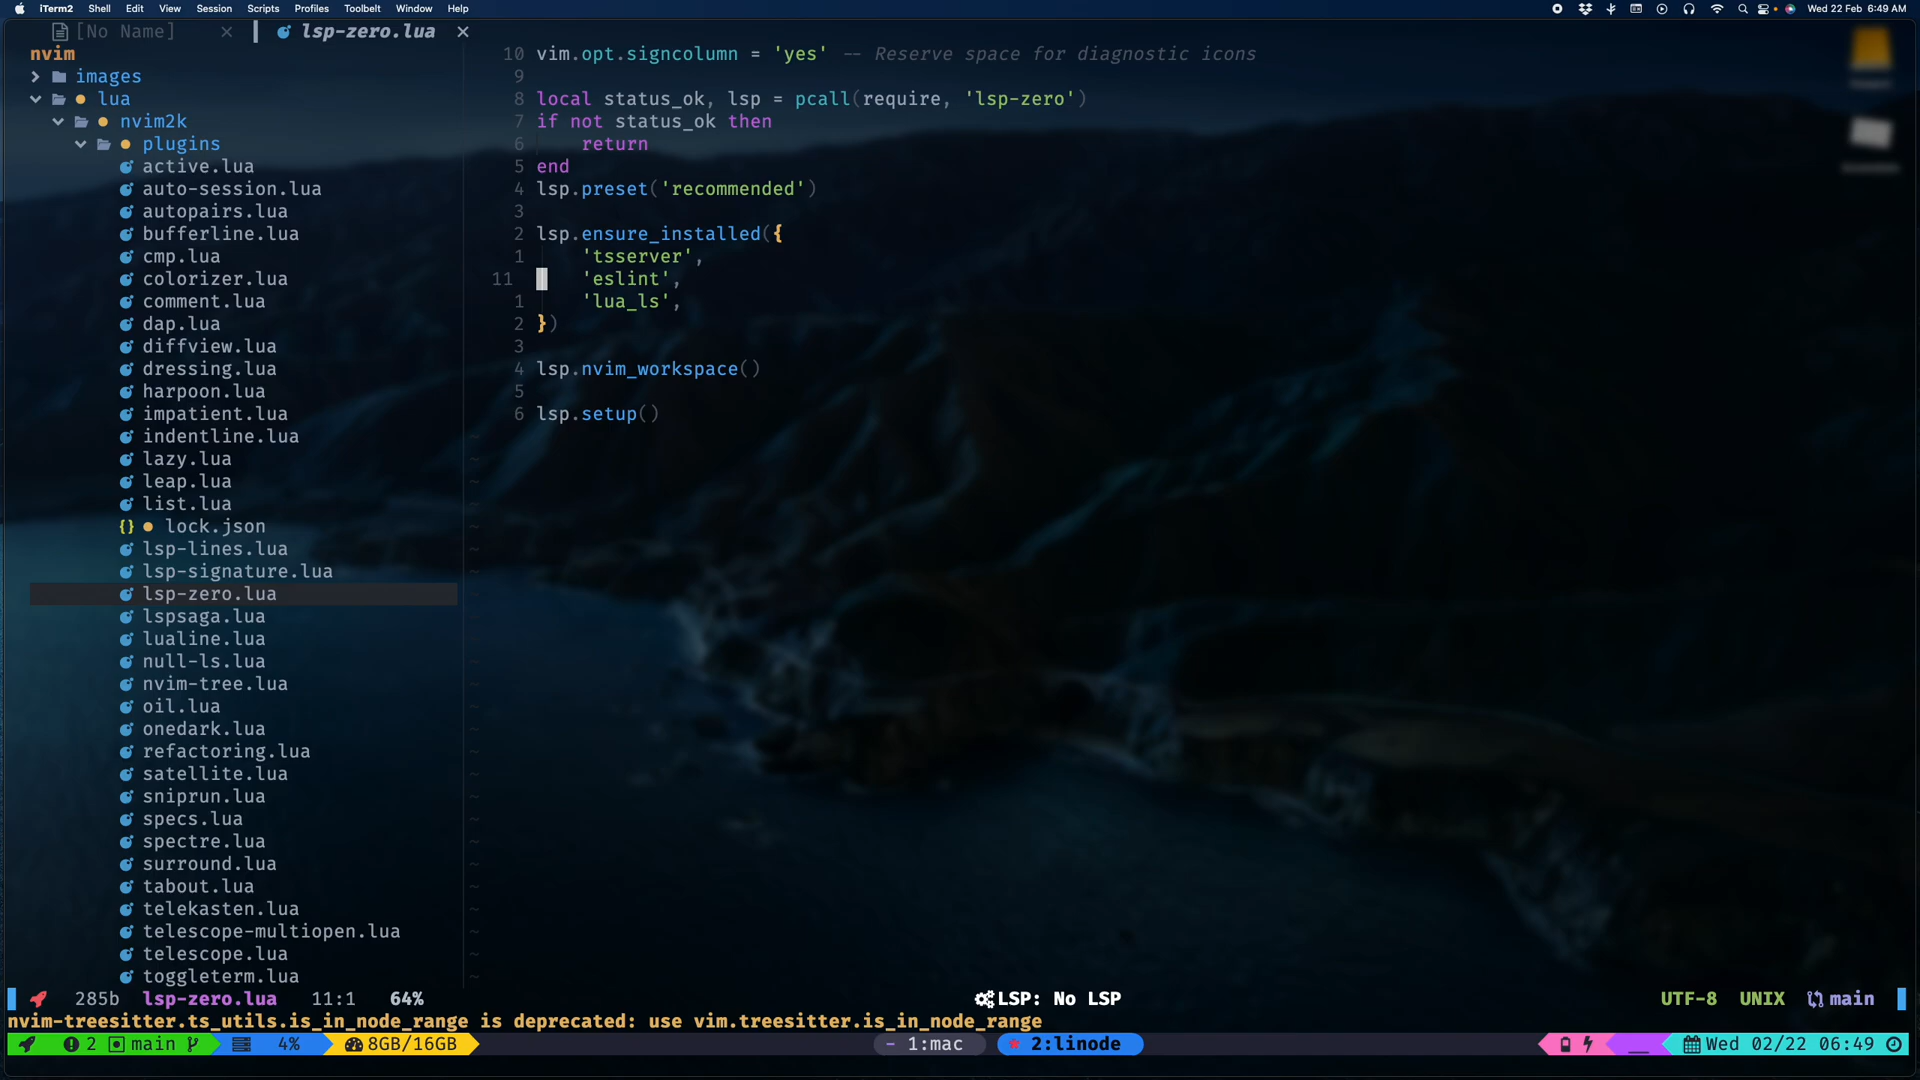 iTerm2 Shell Edit View Session Scripts Profiles Toolbelt Window Help Wed 22 Feb 6:49 AM
[No Name] × lsp-zero.lua ×
nvim
images
lua
nvim2k
plugins
active.lua
auto-session.lua
autopairs.lua
bufferline.lua
cmp.lua
colorizer.lua
comment.lua
dap.lua
diffview.lua
dressing.lua
harpoon.lua
impatient.lua
indentline.lua
lazy.lua
leap.lua
list.lua
{} lock.json
lsp-lines.lua
lsp-signature.lua
lsp-zero.lua
lspsaga.lua
lualine.lua
null-ls.lua
nvim-tree.lua
oil.lua
onedark.lua
refactoring.lua
satellite.lua
sniprun.lua
specs.lua
spectre.lua
surround.lua
tabout.lua
telekasten.lua
telescope-multiopen.lua
telescope.lua
toggleterm.lua
10 vim.opt.signcolumn = 'yes' -- Reserve space for diagnostic icons
9
8 local status_ok, lsp = pcall(require, 'lsp-zero')
7 if not status_ok then
6 return
5 end
4 lsp.preset('recommended')
3
2 lsp.ensure_installed({
1 'tsserver',
11 'eslint',
1 'lua_ls',
2 })
3
4 lsp.nvim_workspace()
5
6 lsp.setup()
285b lsp-zero.lua 11:1 64% LSP: No LSP UTF-8 UNIX main
nvim-treesitter.ts_utils.is_in_node_range is deprecated: use vim.treesitter.is_in_node_range
2 main 4% 8GB/16GB - 1:mac 2:linode __ Wed 02/22 06:49